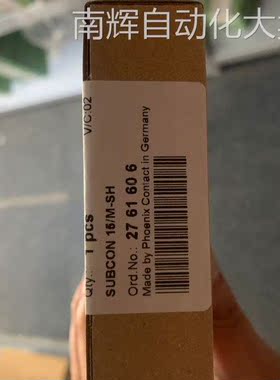 南辉自动化大
V/C:02
Qty.: 1 pcs
SUBCON 15/M-SH
Ord.No.: 27 61 60 6
Made by Phoenix Contact in Germany